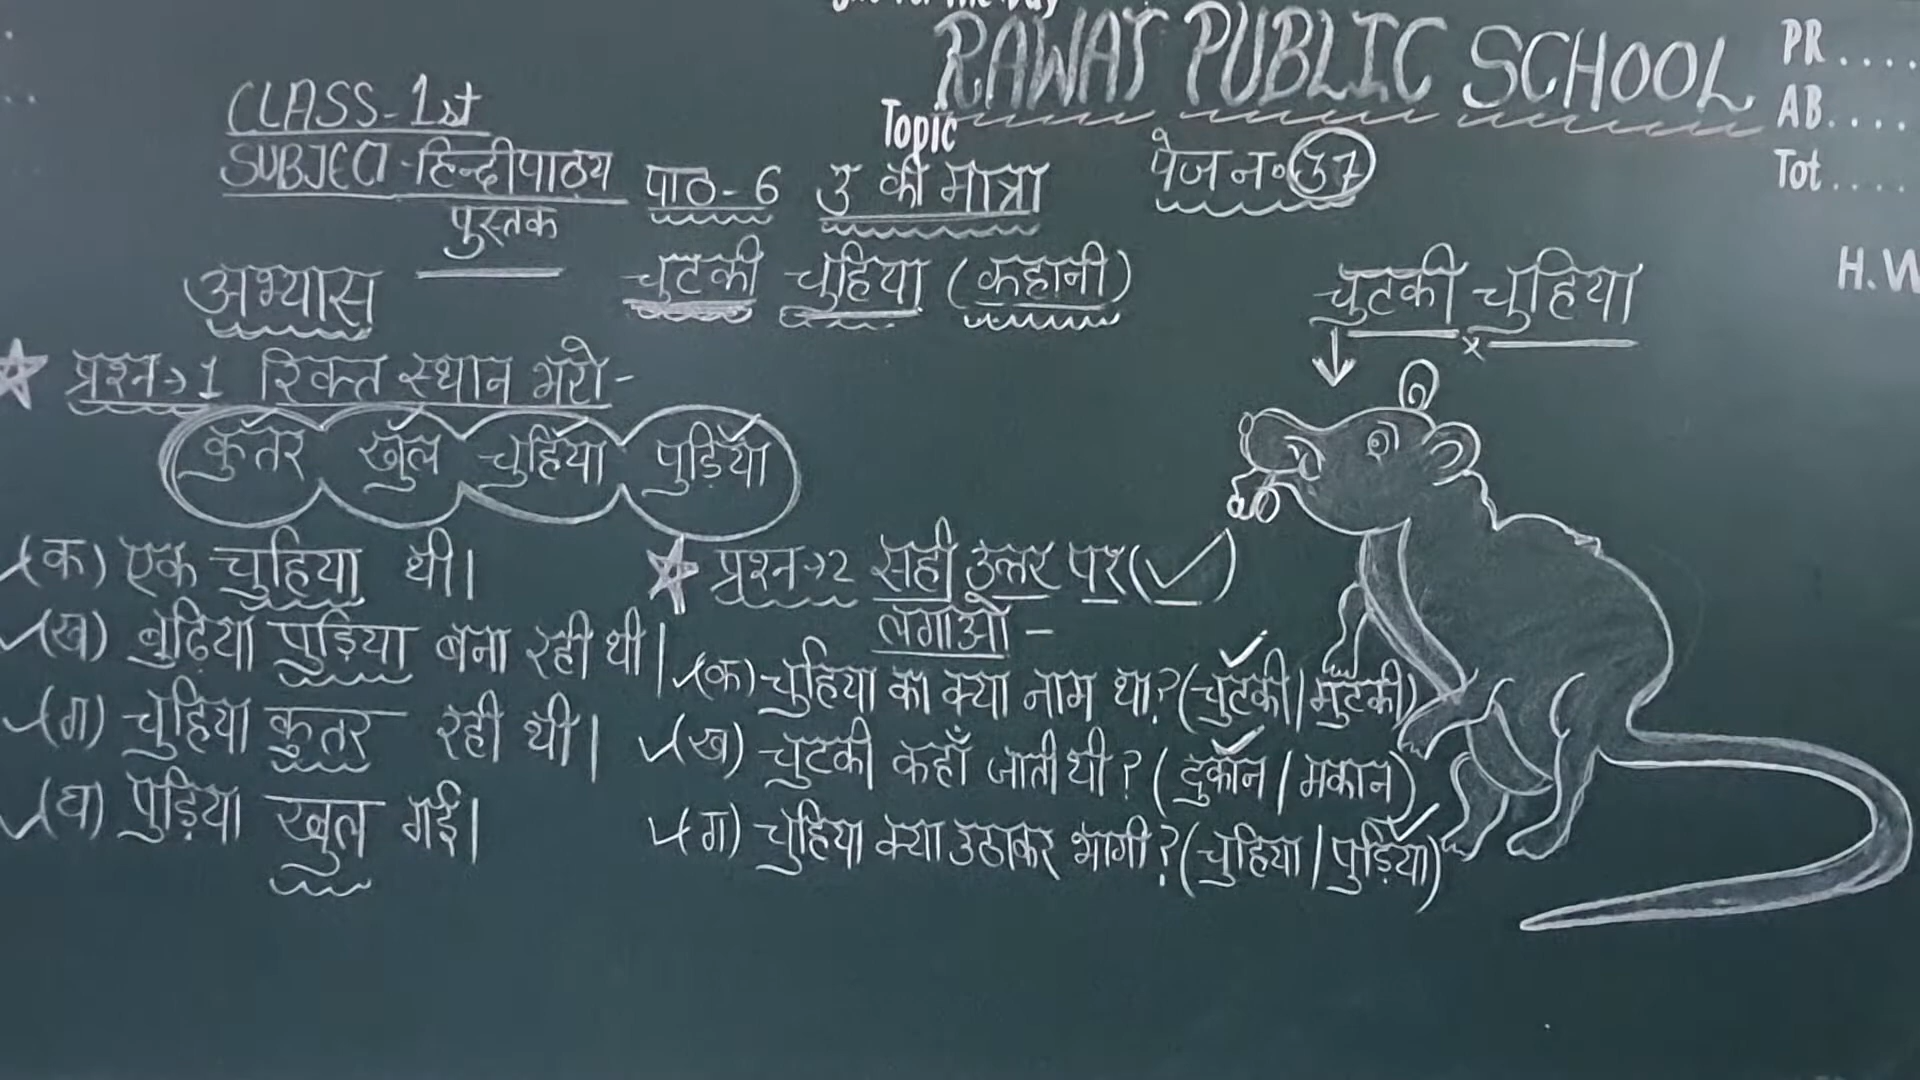 RAWAT PUBLIC SCHOOL
PR....
AB....
Tot....
H.W
CLASS-1st
Topic
SUBJECT-हिन्दी पाठय
पुस्तक
पाठ-6 उ की मात्रा पेज न॰ 37
अभ्यास
चुटकी चुहिया (कहानी)
चुटकी चुहिया
प्रश्न→1 रिक्त स्थान भरो-
कुतर खुल चुहिया पुड़िया
(क) एक चुहिया थी।
(ख) बुढ़िया पुड़िया बना रही थी।
(ग) चुहिया कुतर रही थी।
(घ) पुड़िया खुल गई।
प्रश्न→2 सही उत्तर पर (✓)
लगाओ -
(क) चुहिया का क्या नाम था? (चुटकी/मुटकी)
(ख) चुटकी कहाँ जाती थी? (दुकान/मकान)
(ग) चुहिया क्या उठाकर भागी? (चुहिया/पुड़िया)